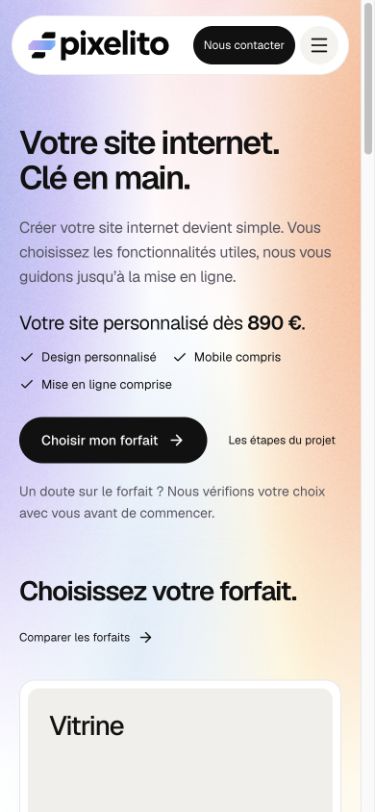 pixelito
Nous contacter
Votre site internet.
Clé en main.
Créer votre site internet devient simple. Vous
choisissez les fonctionnalités utiles, nous vous
guidons jusqu'à la mise en ligne.
Votre site personnalisé dès 890 €.
Design personnalisé
Mobile compris
Mise en ligne comprise
Choisir mon forfait
Les étapes du projet
Un doute sur le forfait ? Nous vérifions votre choix
avec vous avant de commencer.
Choisissez votre forfait.
Comparer les forfaits
Vitrine